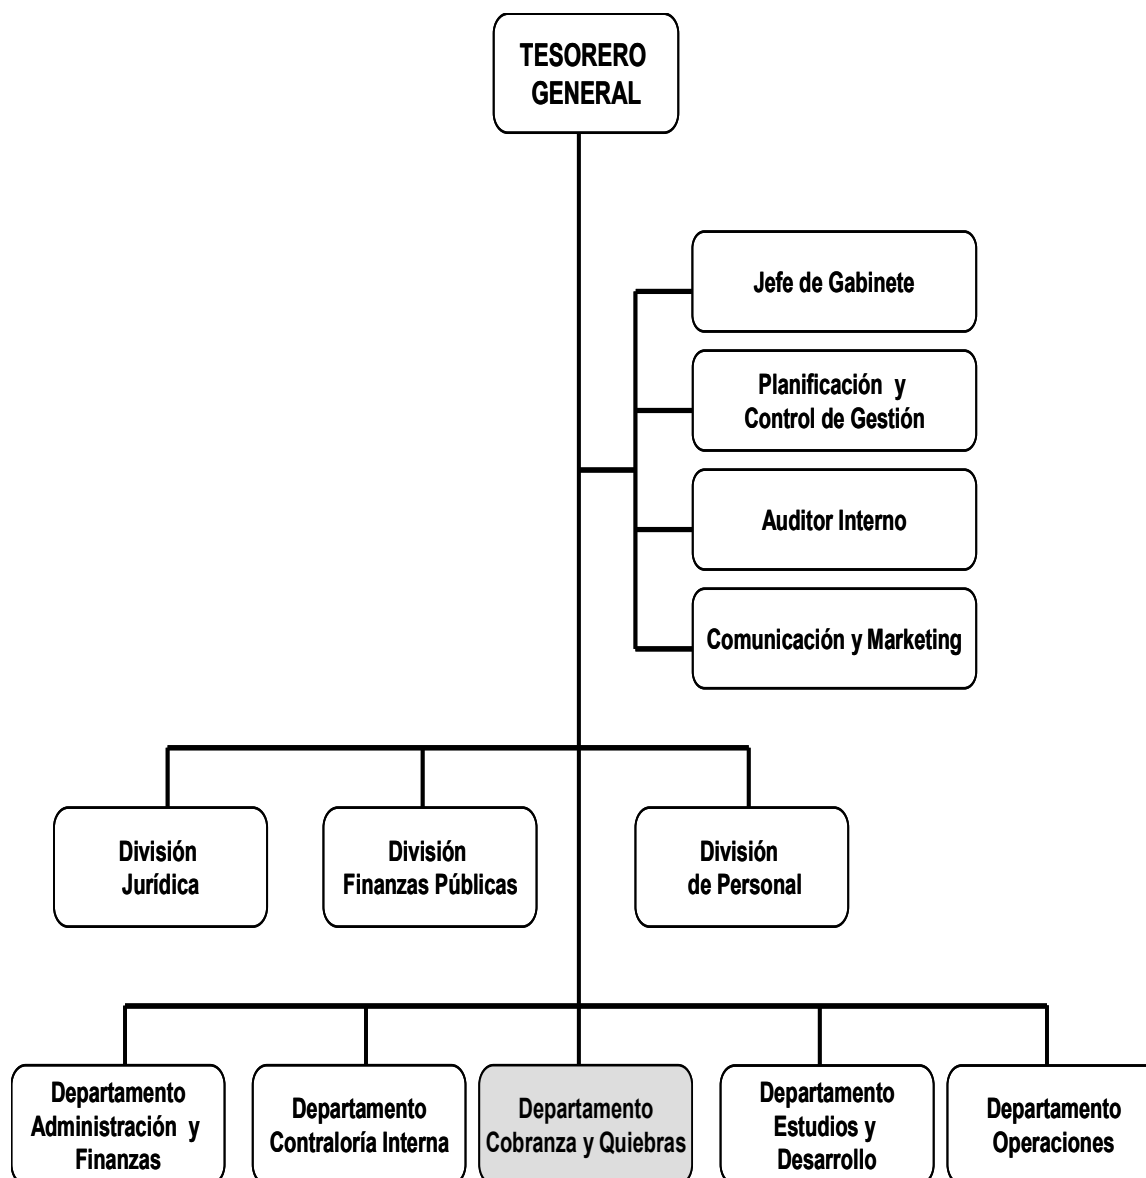 TESORERO
GENERAL
Jefe de Gabinete
Planificación y
Control de Gestión
Auditor Interno
Comunicación y Marketing
División
Jurídica
División
Finanzas Públicas
División
de Personal
Departamento
Administración y
Finanzas
Departamento
Contraloría Interna
Departamento
Cobranza y Quiebras
Departamento
Estudios y
Desarrollo
Departamento
Operaciones